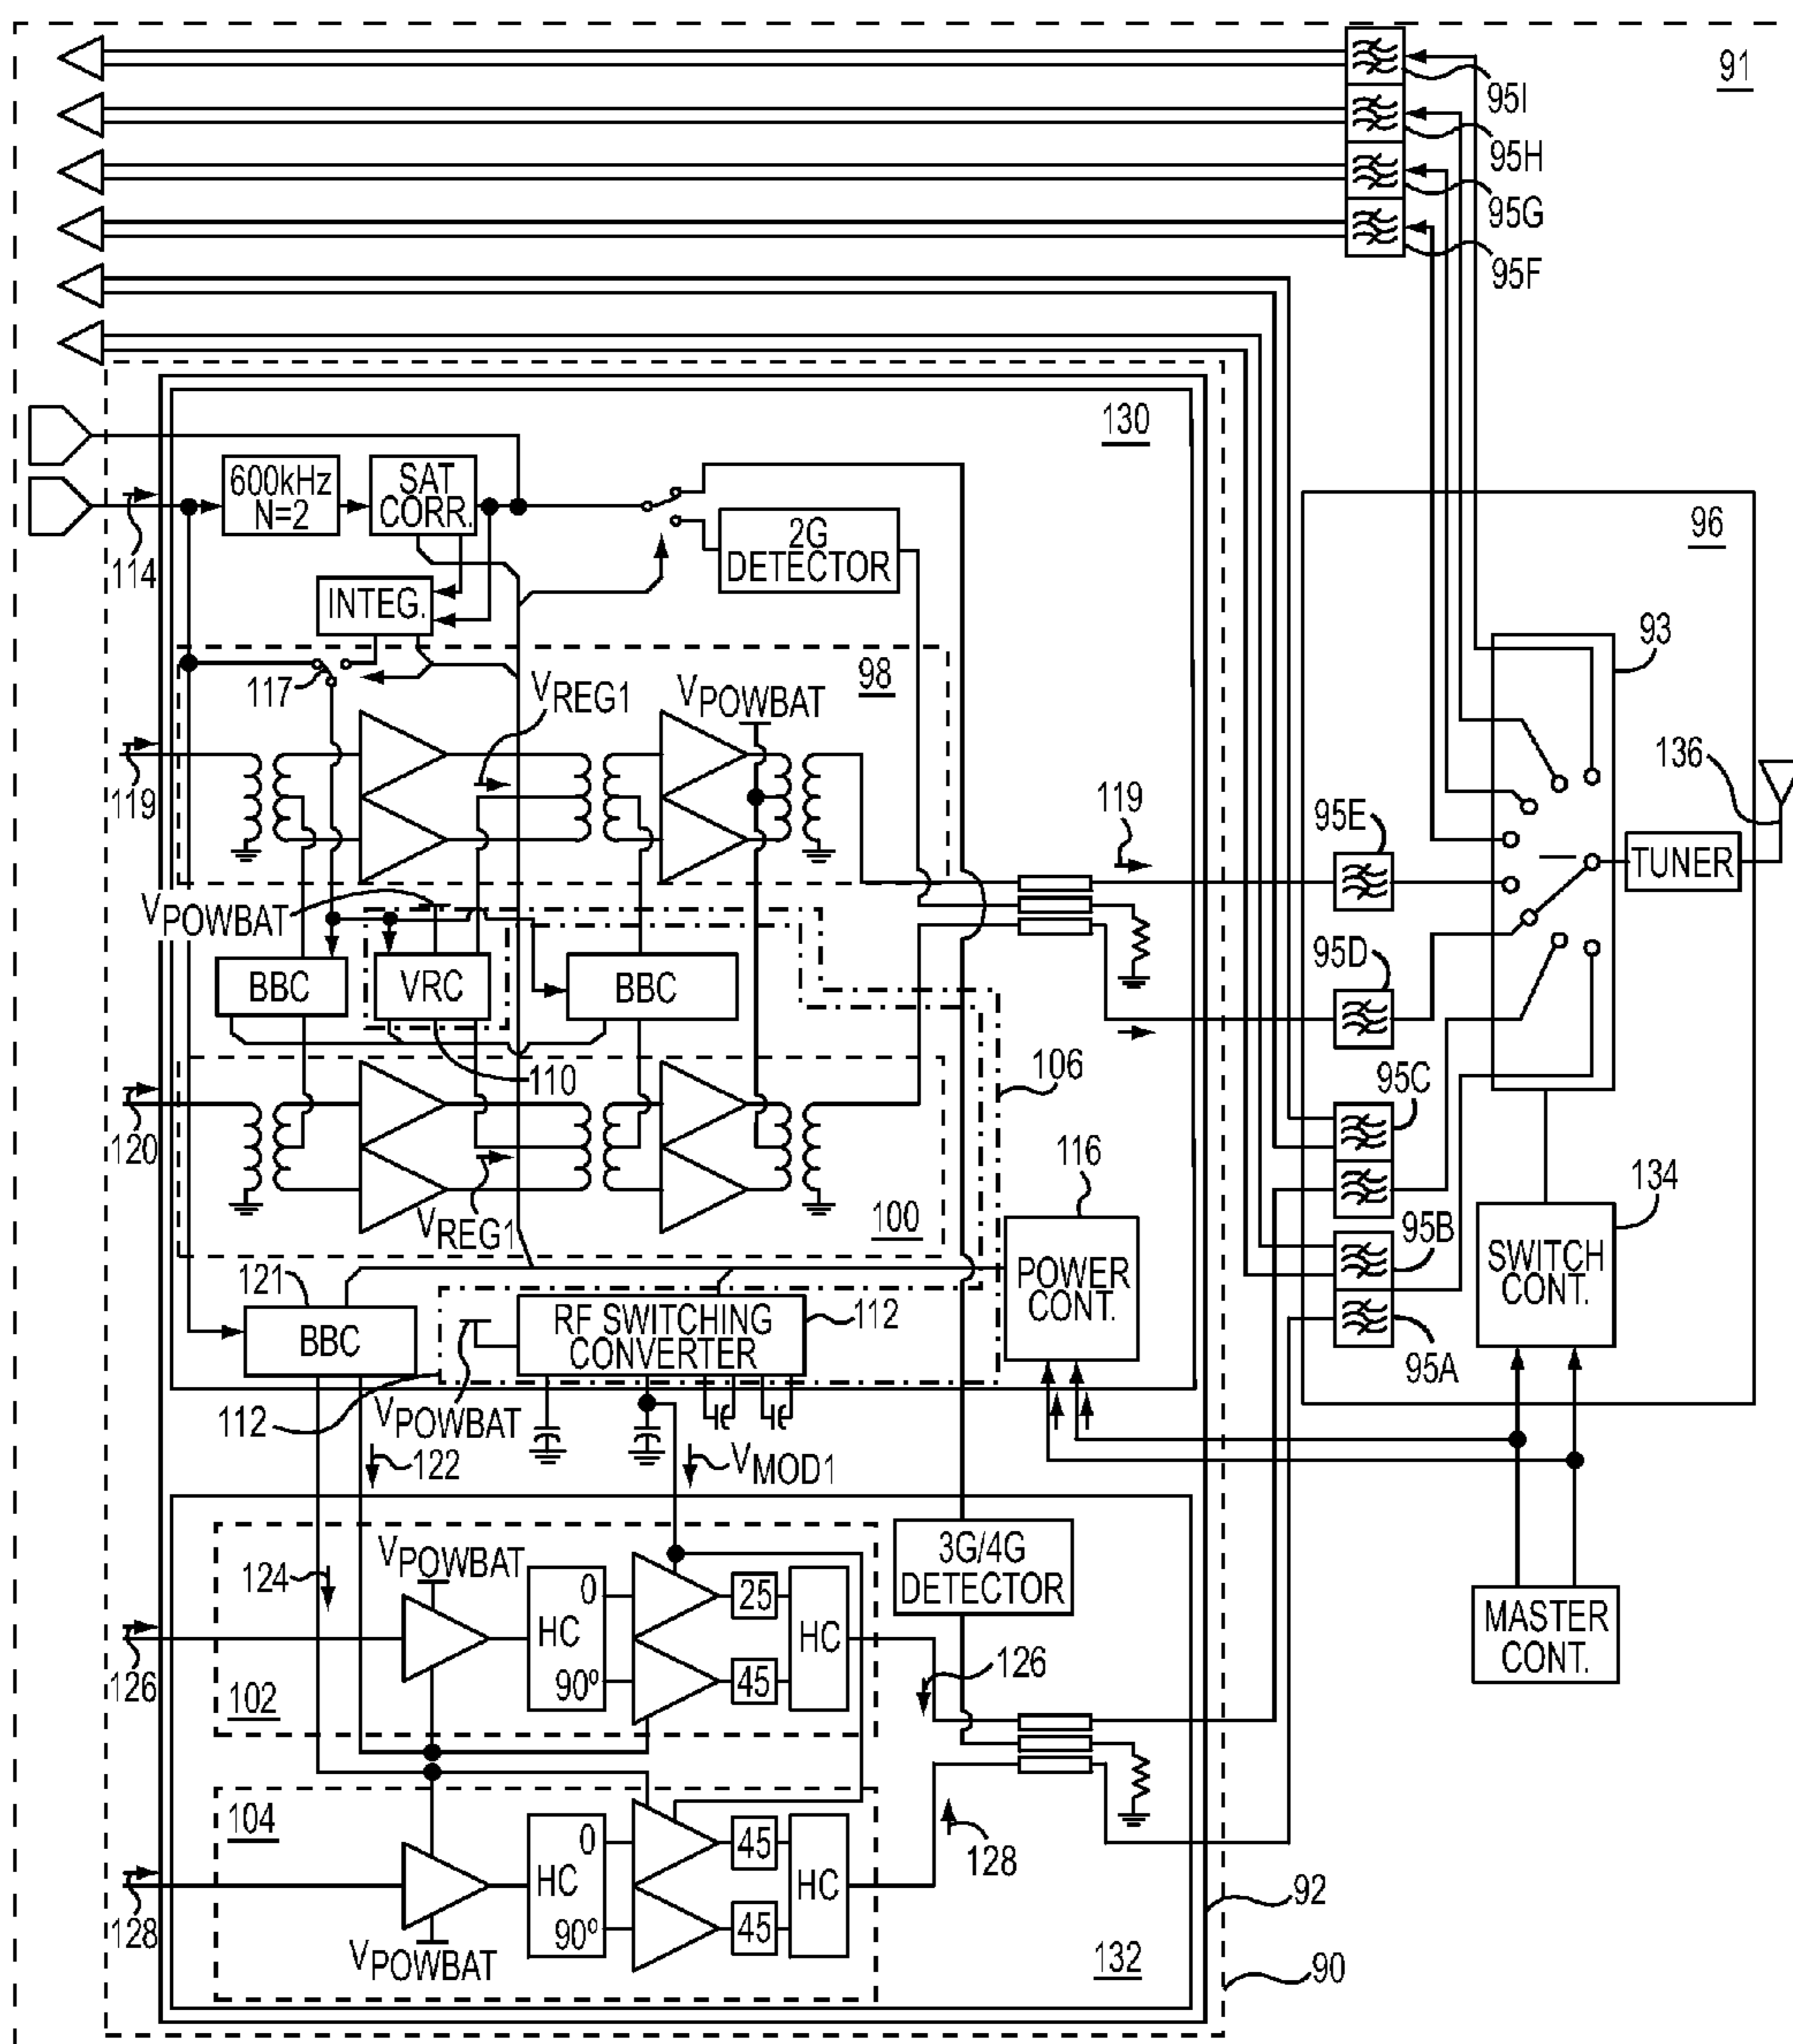 91
95I
95H
95G
95F
130
600kHz
N=2
SAT
CORR.
2G
DETECTOR
96
114
INTEG.
93
117
98
VREG1
VPOWBAT
136
119
119
95E
TUNER
VPOWBAT
95D
BBC
VRC
BBC
110
106
95C
120
116
134
VREG1
100
95B
121
POWER
CONT.
SWITCH
CONT.
BBC
RF SWITCHING
CONVERTER
112
95A
112
VPOWBAT
122
VMOD1
124
VPOWBAT
3G/4G
DETECTOR
0
25
HC
HC
MASTER
CONT.
126
126
90º
45
102
104
0
45
128
HC
HC
92
128
90º
45
VPOWBAT
132
90